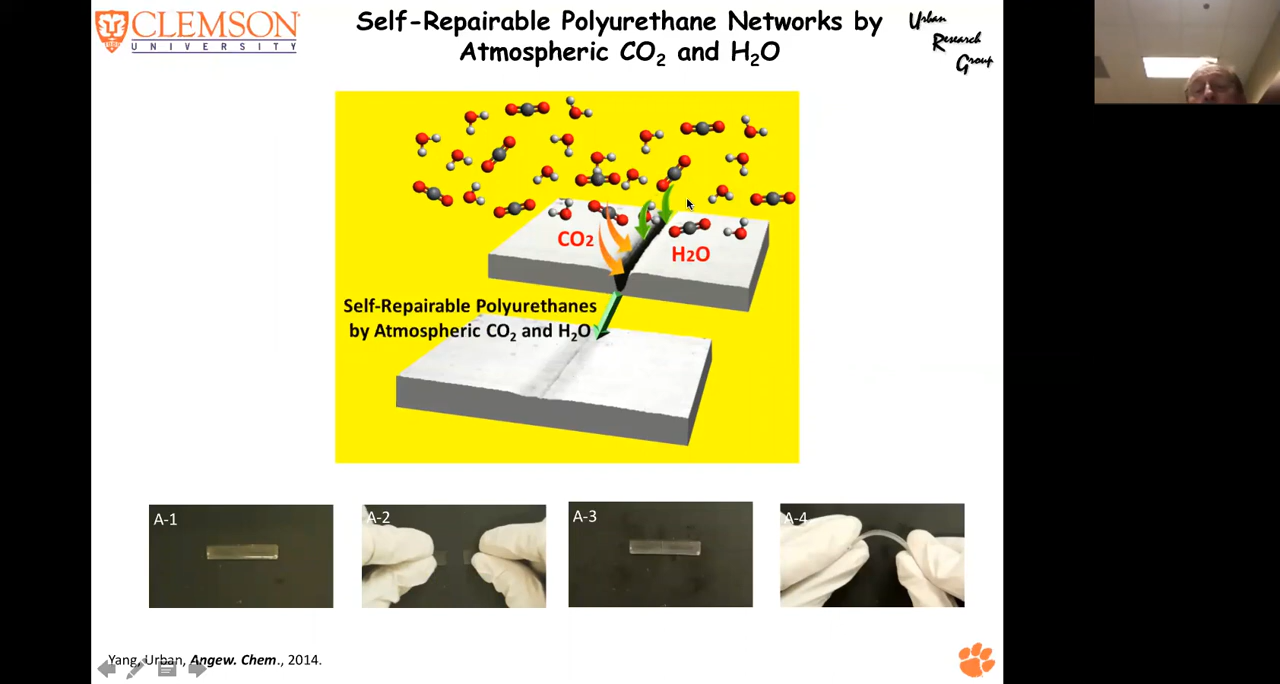 CLEMSON
UNIVERSITY
Self-Repairable Polyurethane Networks by
Atmospheric CO₂ and H₂O
Urban
Research
Group
CO₂
H₂O
Self-Repairable Polyurethanes
by Atmospheric CO₂ and H₂O
A-1
A-2
A-3
A-4
Yang, Urban, Angew. Chem., 2014.